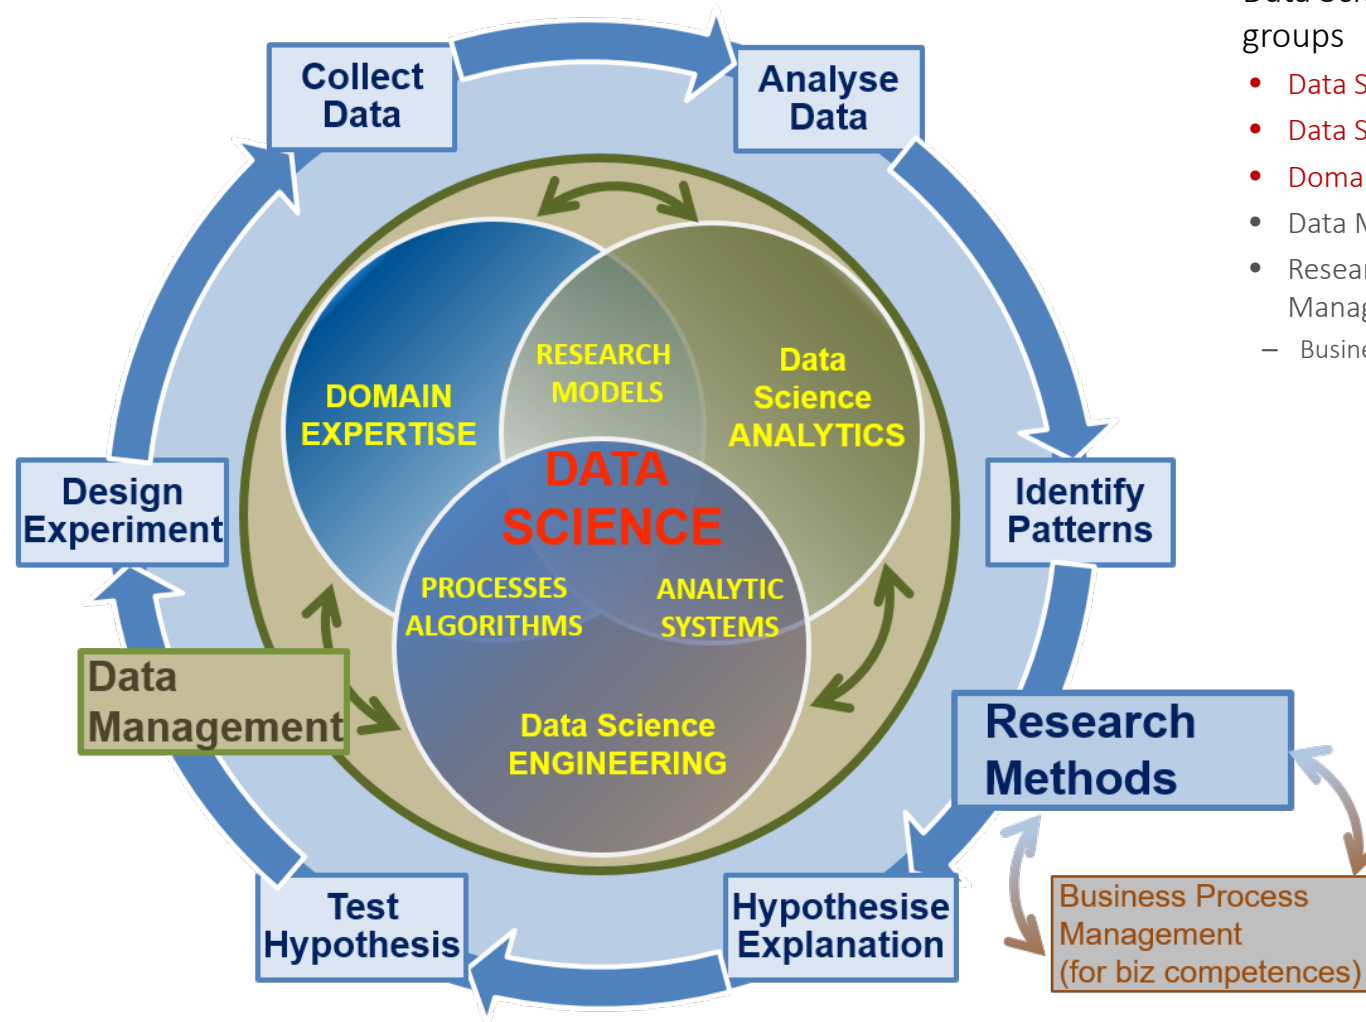 groups
Data S
Data S
Doma
Data M
Resear
Manag
– Busine
Collect
Data
Analyse
Data
RESEARCH
MODELS
Data
Science
ANALYTICS
DOMAIN
EXPERTISE
DATA
SCIENCE
Design
Experiment
Identify
Patterns
PROCESSES
ALGORITHMS
ANALYTIC
SYSTEMS
Data
Management
Data Science
ENGINEERING
Research
Methods
Test
Hypothesis
Hypothesise
Explanation
Business Process
Management
(for biz competences)